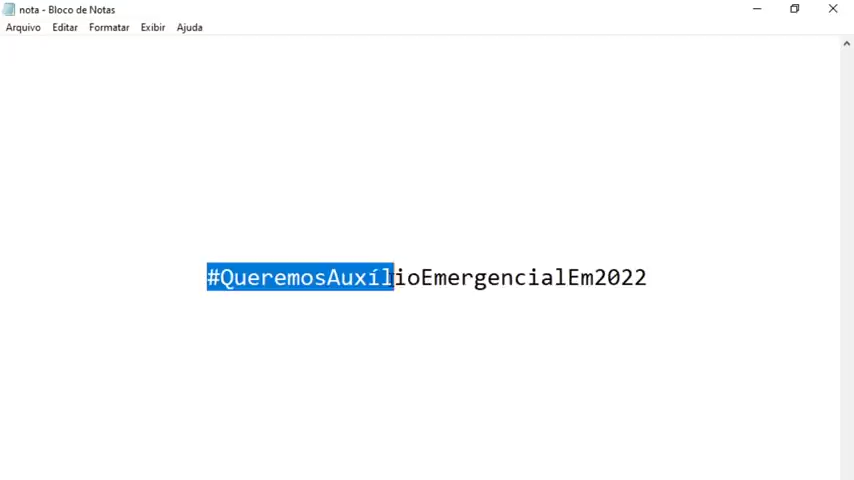 nota - Bloco de Notas
Arquivo Editar Formatar Exibir Ajuda
#QueremosAuxílioEmergencialEm2022